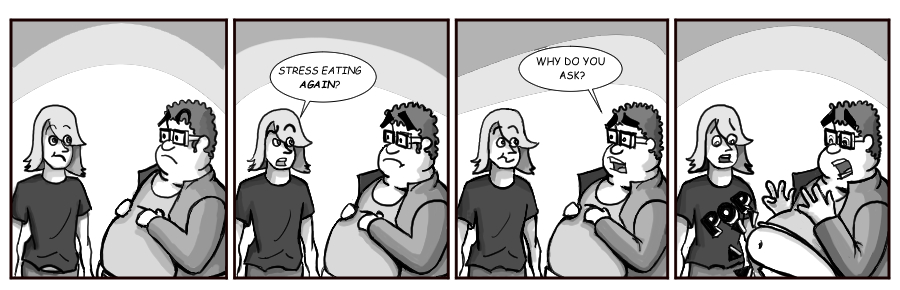 STRESS EATING
AGAIN?
WHY DO YOU
ASK?
POP